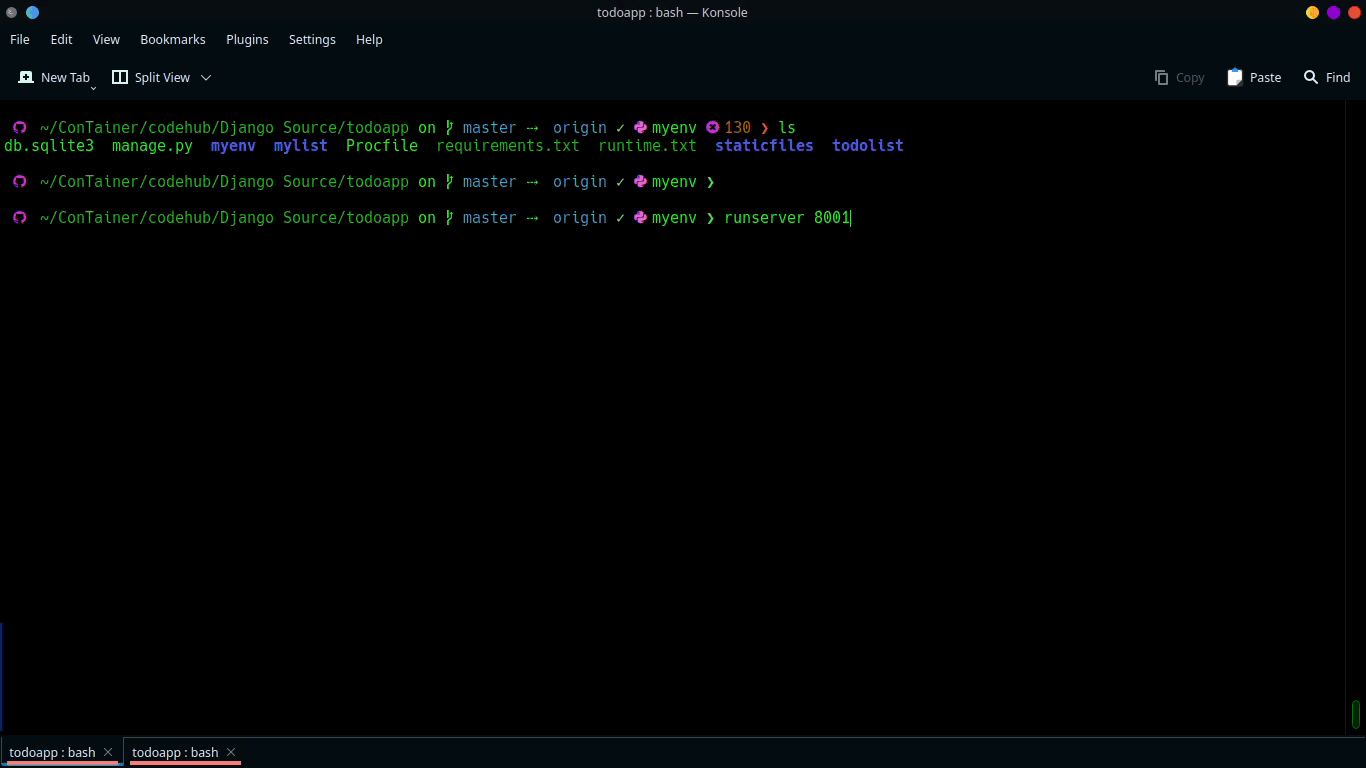 todoapp : bash — Konsole
File Edit View Bookmarks Plugins Settings Help
New Tab Split View Copy Paste Find
~/ConTainer/codehub/Django Source/todoapp on master ⇢ origin ✓ myenv 130 ❯ ls
db.sqlite3 manage.py myenv mylist Procfile requirements.txt runtime.txt staticfiles todolist
~/ConTainer/codehub/Django Source/todoapp on master ⇢ origin ✓ myenv ❯
~/ConTainer/codehub/Django Source/todoapp on master ⇢ origin ✓ myenv ❯ runserver 8001
todoapp : bash todoapp : bash